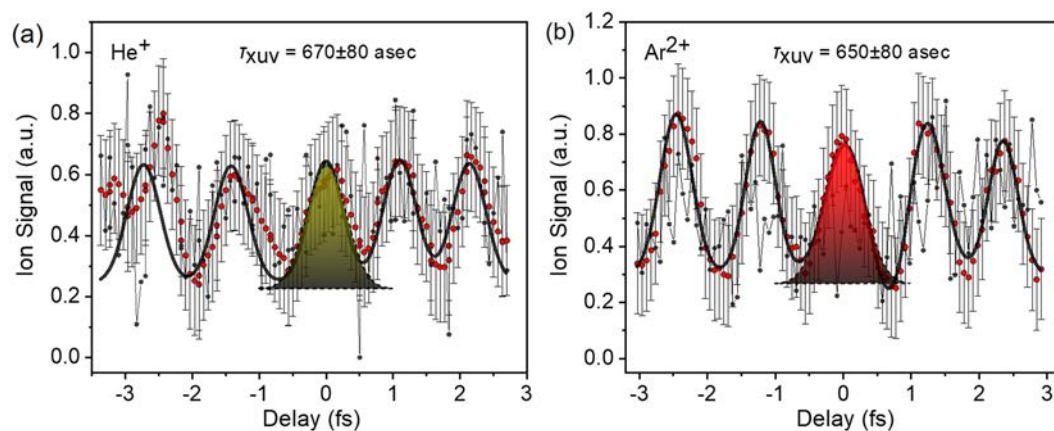 (a)
He⁺
τxuv = 670±80 asec
Ion Signal (a.u.)
1.0
0.8
0.6
0.4
0.2
0.0
-3 -2 -1 0 1 2 3
Delay (fs)
(b)
Ar²⁺
τxuv = 650±80 asec
Ion Signal (a.u.)
1.2
1.0
0.8
0.6
0.4
0.2
0.0
-3 -2 -1 0 1 2 3
Delay (fs)